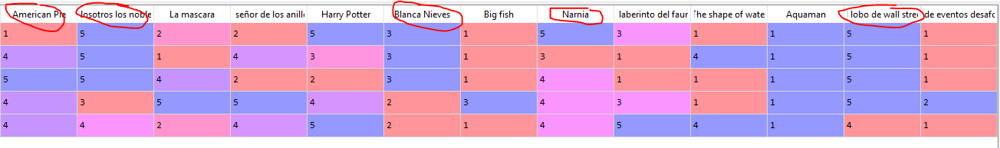 American Pie losotros los noble La mascara señor de los anille Harry Potter Blanca Nieves Big fish Narnia laberinto del faur The shape of wate Aquaman lobo de wall stree de eventos desafo
1 5 2 2 5 3 1 5 3 1 1 5 1
4 5 1 4 3 3 1 3 1 4 1 5 1
5 5 4 2 2 3 1 4 1 1 1 5 1
4 3 5 5 4 2 3 4 3 1 1 5 2
4 4 2 4 5 2 1 4 5 4 1 4 1